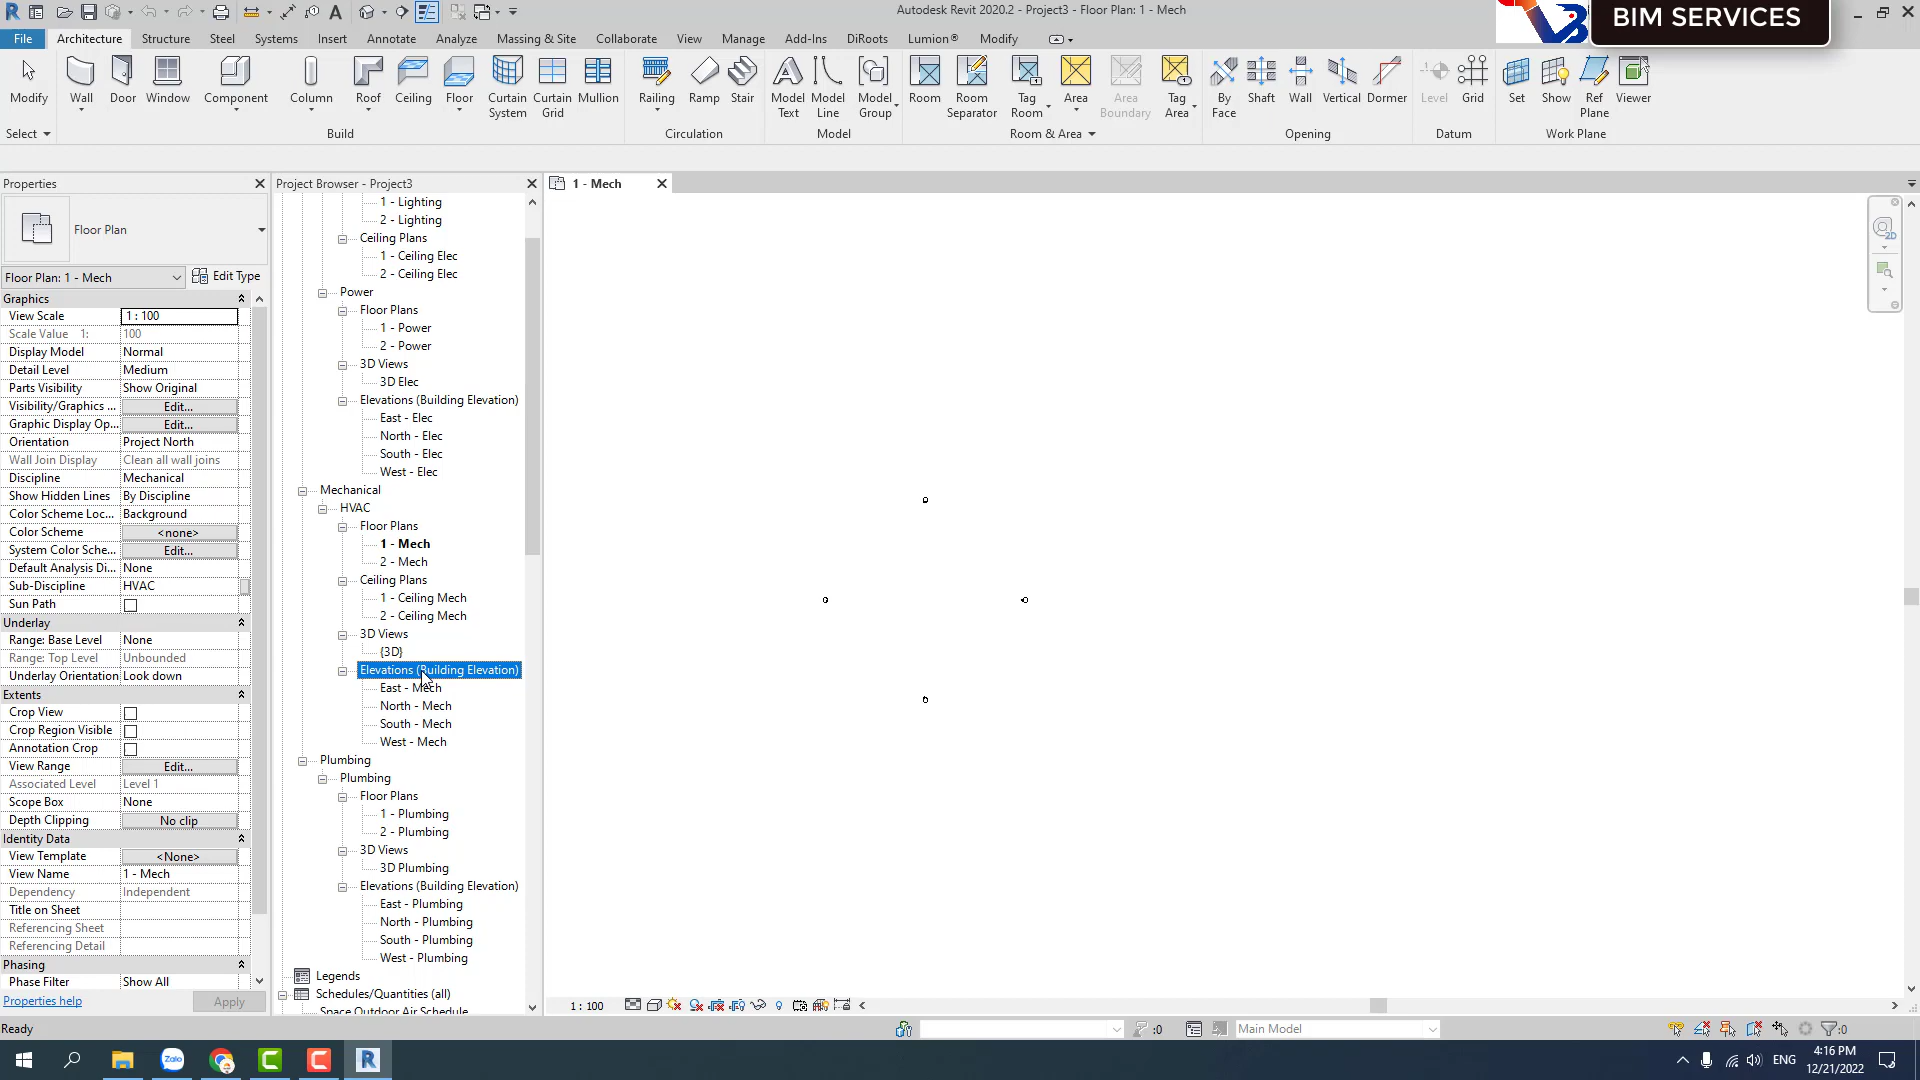 Autodesk Revit 2020.2 - Project3 - Floor Plan: 1 - Mech
BIM SERVICES
File Architecture Structure Steel Systems Insert Annotate Analyze Massing & Site Collaborate View Manage Add-Ins DiRoots Lumion® Modify
Modify Wall Door Window Component Column Roof Ceiling Floor Curtain System Curtain Grid Mullion Railing Ramp Stair Model Text Model Line Model Group Room Room Separator Tag Room Area Area Boundary Tag Area By Face Shaft Wall Vertical Dormer Level Grid Set Show Ref Plane Viewer
Select Build Circulation Model Room & Area Opening Datum Work Plane
Properties
Floor Plan
Floor Plan: 1 - Mech Edit Type
Graphics
View Scale 1 : 100
Scale Value 1: 100
Display Model Normal
Detail Level Medium
Parts Visibility Show Original
Visibility/Graphics ... Edit...
Graphic Display Op... Edit...
Orientation Project North
Wall Join Display Clean all wall joins
Discipline Mechanical
Show Hidden Lines By Discipline
Color Scheme Loc... Background
Color Scheme <none>
System Color Sche... Edit...
Default Analysis Di... None
Sub-Discipline HVAC
Sun Path
Underlay
Range: Base Level None
Range: Top Level Unbounded
Underlay Orientation Look down
Extents
Crop View
Crop Region Visible
Annotation Crop
View Range Edit...
Associated Level Level 1
Scope Box None
Depth Clipping No clip
Identity Data
View Template <None>
View Name 1 - Mech
Dependency Independent
Title on Sheet
Referencing Sheet
Referencing Detail
Phasing
Phase Filter Show All
Properties help Apply
Project Browser - Project3
1 - Lighting
2 - Lighting
Ceiling Plans
1 - Ceiling Elec
2 - Ceiling Elec
Power
Floor Plans
1 - Power
2 - Power
3D Views
3D Elec
Elevations (Building Elevation)
East - Elec
North - Elec
South - Elec
West - Elec
Mechanical
HVAC
Floor Plans
1 - Mech
2 - Mech
Ceiling Plans
1 - Ceiling Mech
2 - Ceiling Mech
3D Views
{3D}
Elevations (Building Elevation)
East - Mech
North - Mech
South - Mech
West - Mech
Plumbing
Plumbing
Floor Plans
1 - Plumbing
2 - Plumbing
3D Views
3D Plumbing
Elevations (Building Elevation)
East - Plumbing
North - Plumbing
South - Plumbing
West - Plumbing
Legends
Schedules/Quantities (all)
Space Outdoor Air Schedule
1 - Mech
2D
1 : 100
Ready
:0
Main Model
:0
Zalo
ENG
4:16 PM
12/21/2022